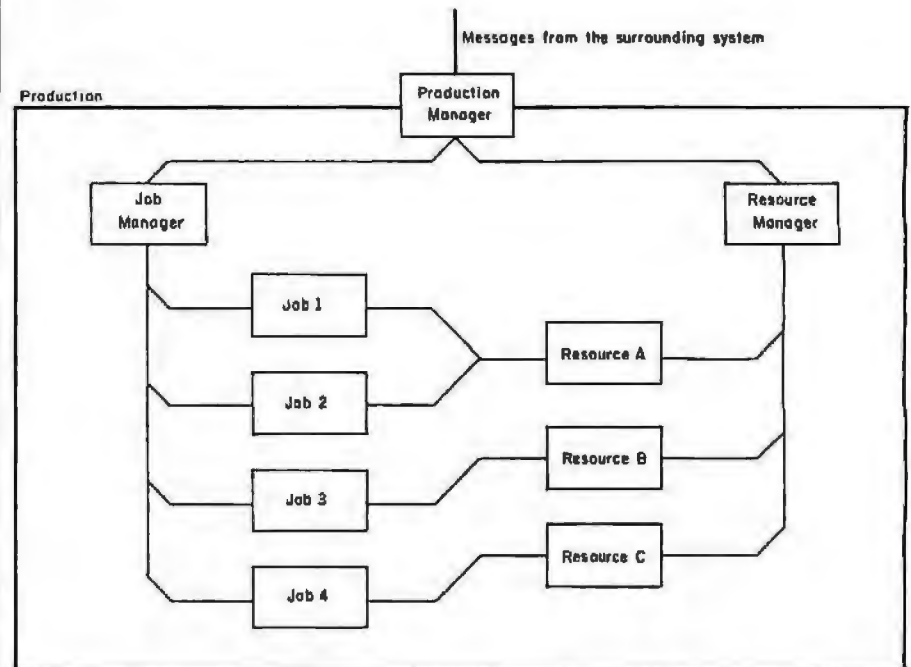 Messages from the surrounding system
Production
Production
Manager
Job
Manager
Resource
Manager
Job 1
Resource A
Job 2
Resource B
Job 3
Resource C
Job 4